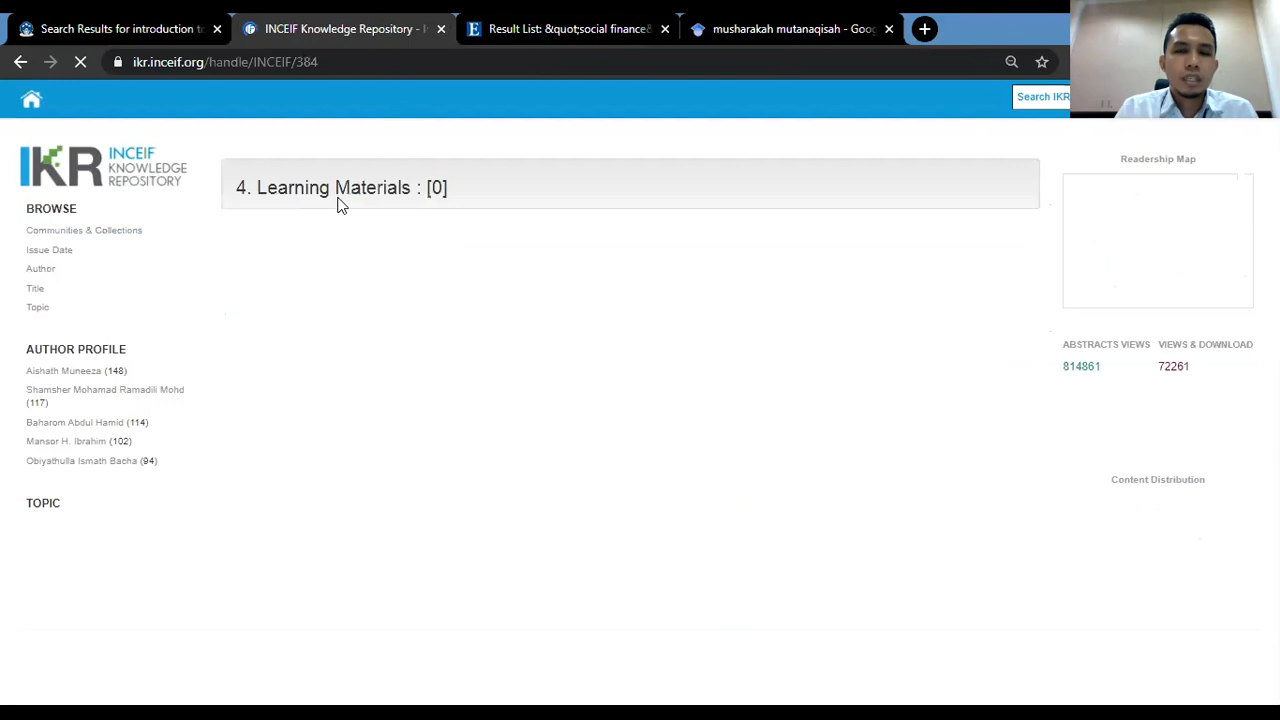 Search Results for introduction to
INCEIF Knowledge Repository - I
Result List: &quot;social finance&
musharakah mutanaqisah - Goog
ikr.inceif.org/handle/INCEIF/384
Search IKR
IKR INCEIF
KNOWLEDGE
REPOSITORY
BROWSE
Communities & Collections
Issue Date
Author
Title
Topic
AUTHOR PROFILE
Aishath Muneeza (148)
Shamsher Mohamad Ramadili Mohd
(117)
Baharom Abdul Hamid (114)
Mansor H. Ibrahim (102)
Obiyathulla Ismath Bacha (94)
TOPIC
4. Learning Materials : [0]
Readership Map
ABSTRACTS VIEWS VIEWS & DOWNLOAD
814861 72261
Content Distribution